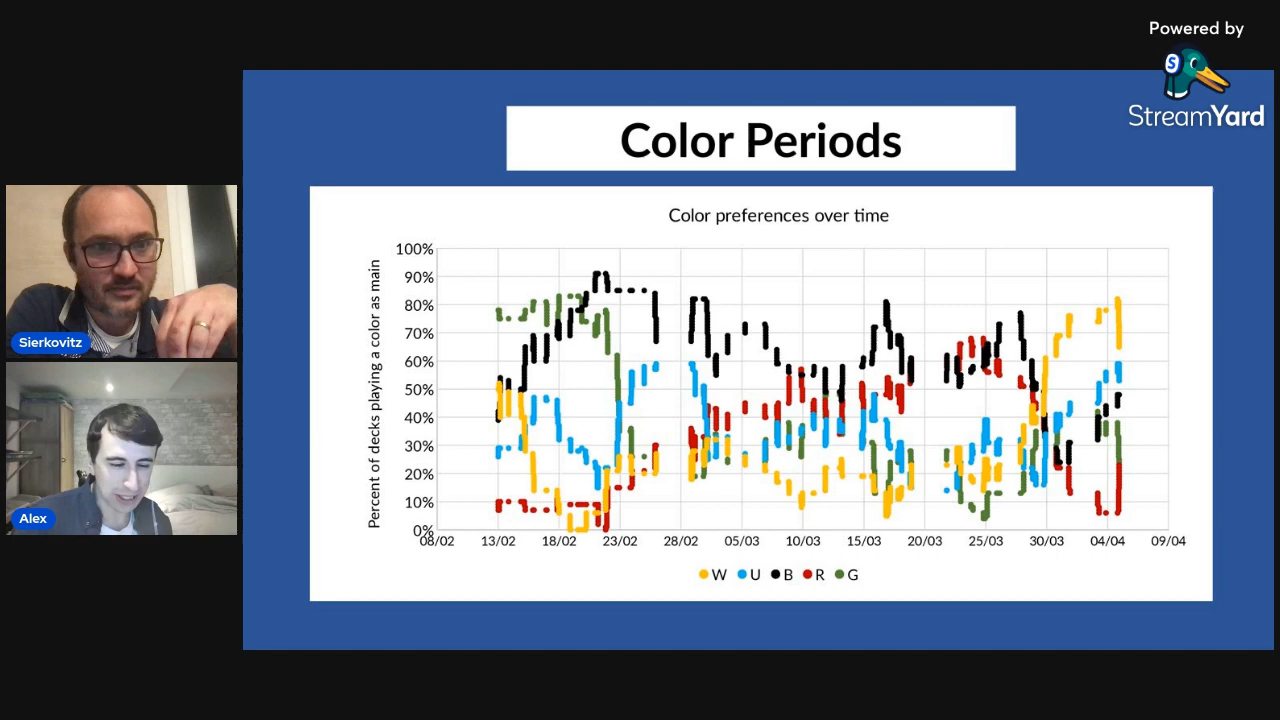 Powered by
StreamYard
Color Periods
Color preferences over time
Percent of decks playing a color as main
100%
90%
80%
70%
60%
50%
40%
30%
20%
10%
0%
08/02 13/02 18/02 23/02 28/02 05/03 10/03 15/03 20/03 25/03 30/03 04/04 09/04
W U B R G
Sierkovitz
Alex
S